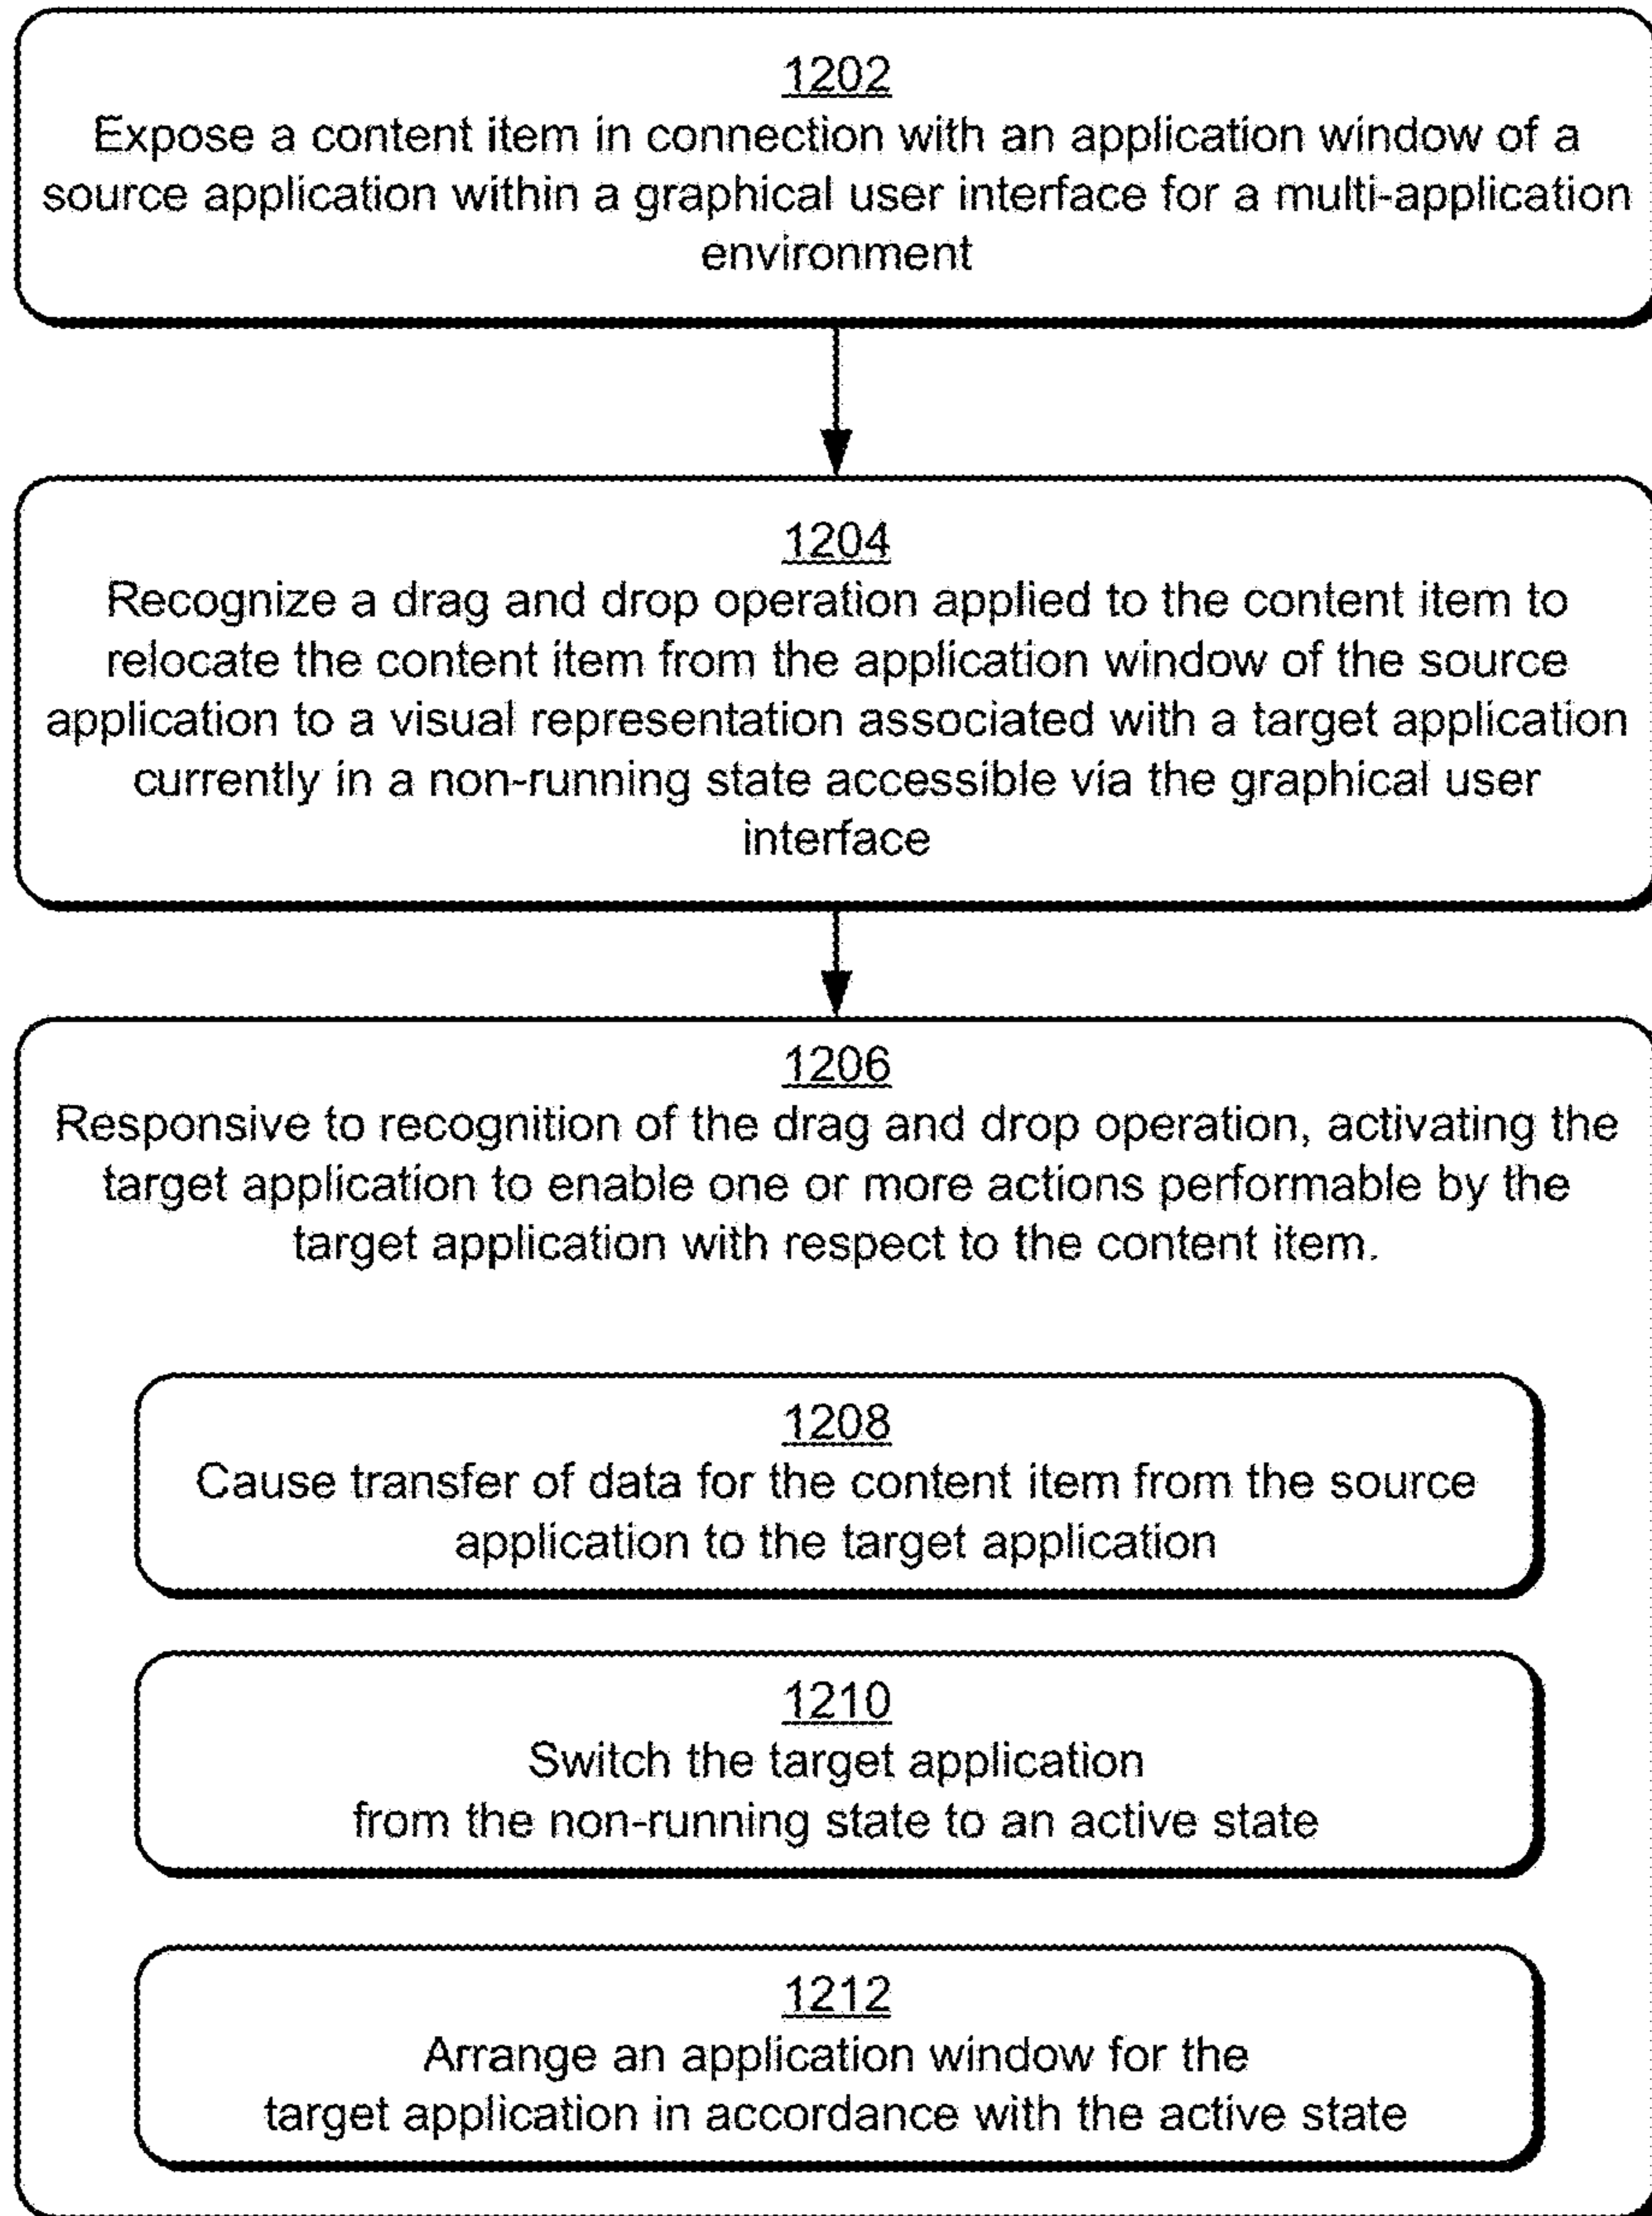 1202
Expose a content item in connection with an application window of a
source application within a graphical user interface for a multi-application
environment
1204
Recognize a drag and drop operation applied to the content item to
relocate the content item from the application window of the source
application to a visual representation associated with a target application
currently in a non-running state accessible via the graphical user
interface
1206
Responsive to recognition of the drag and drop operation, activating the
target application to enable one or more actions performable by the
target application with respect to the content item.
1208
Cause transfer of data for the content item from the source
application to the target application
1210
Switch the target application
from the non-running state to an active state
1212
Arrange an application window for the
target application in accordance with the active state